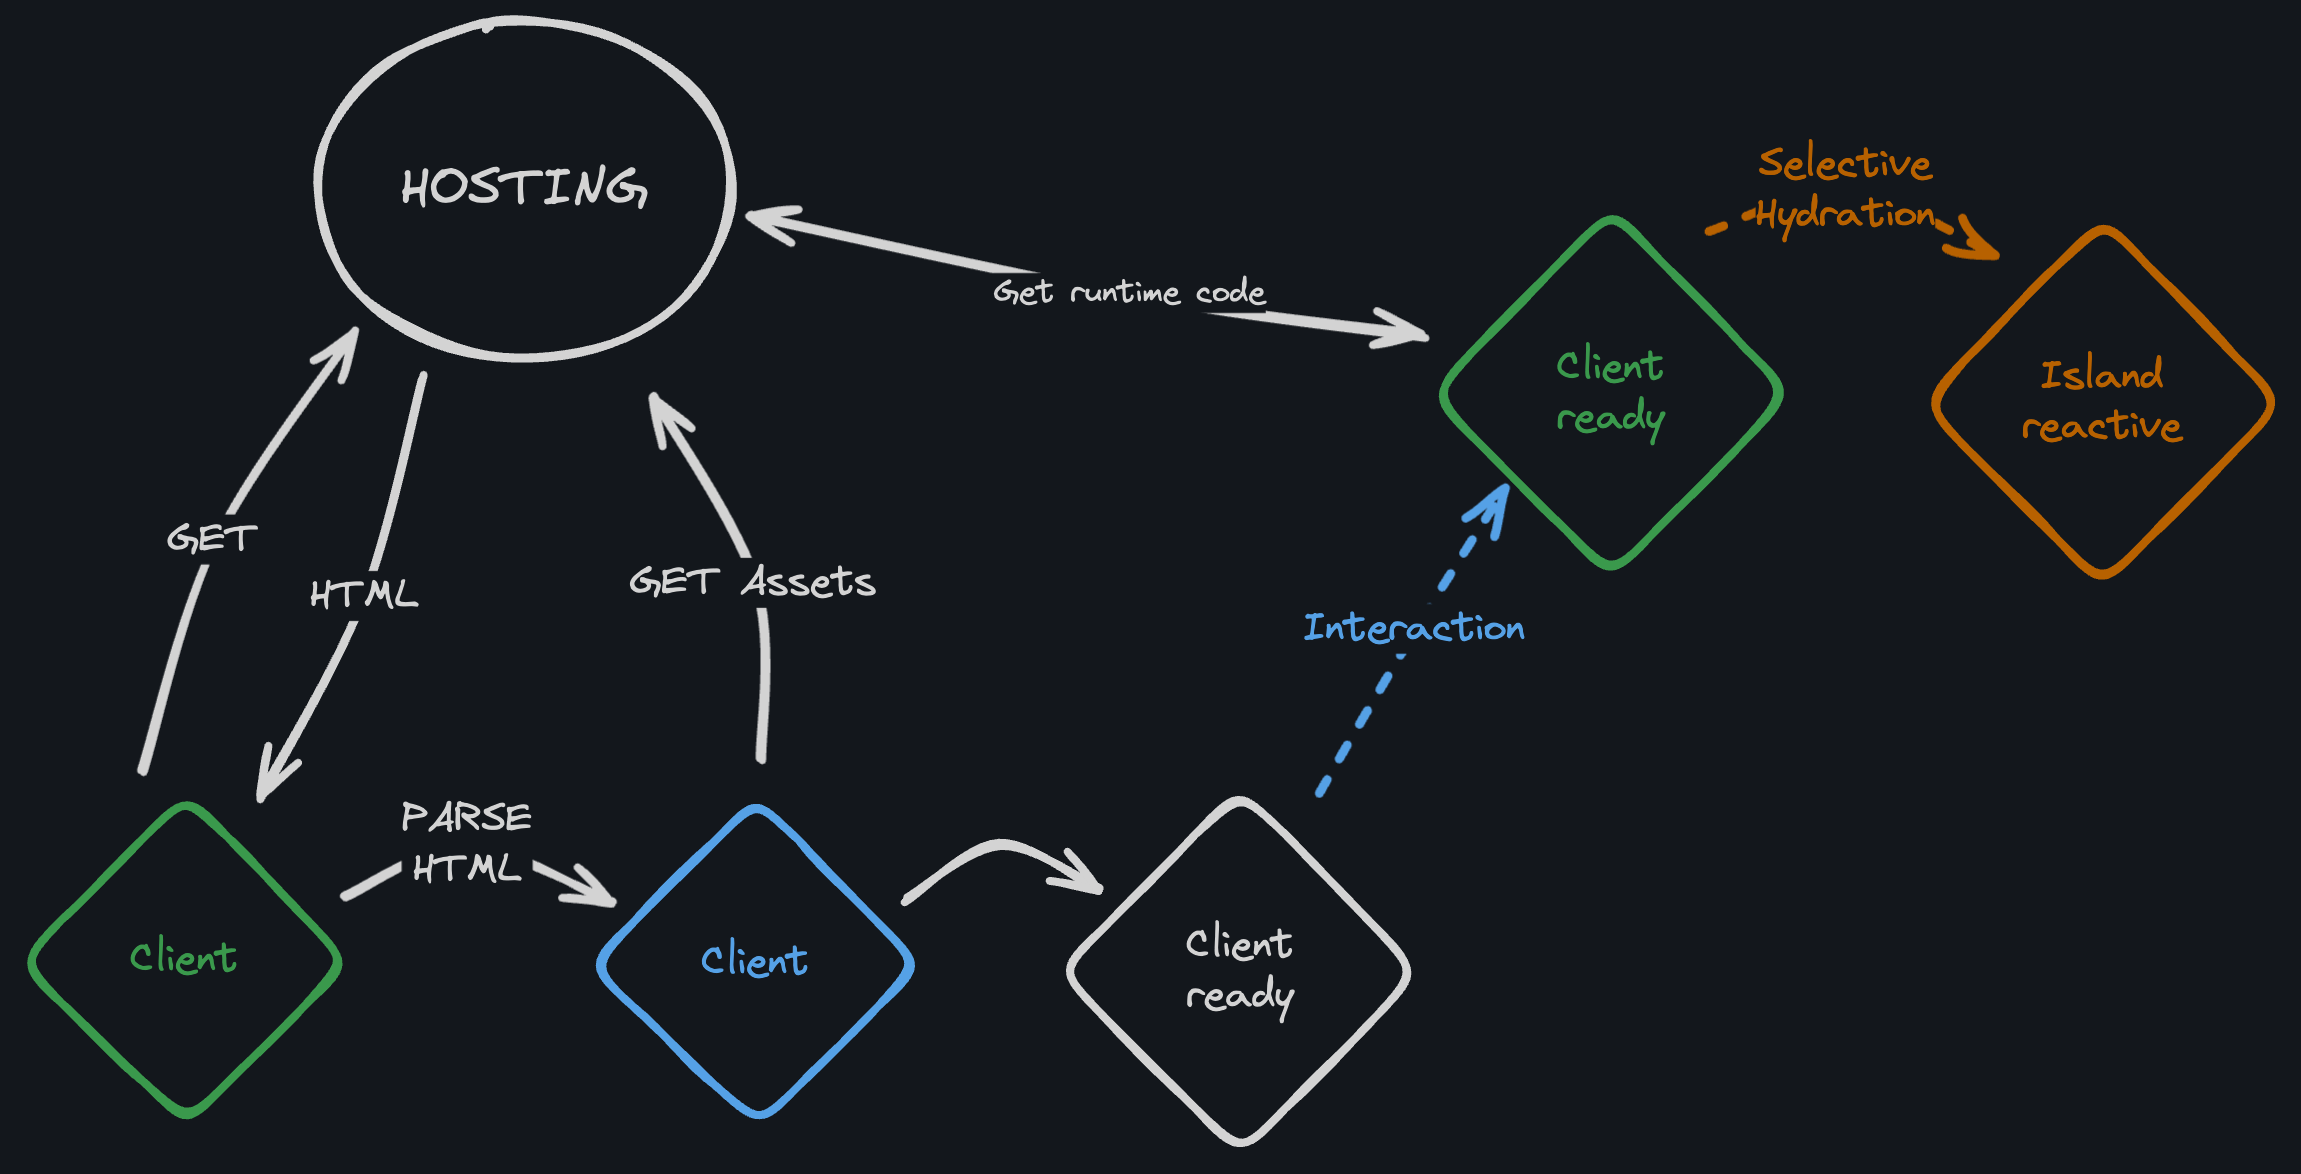 HOSTING
Selective
Hydration
Get runtime code
Client
ready
Island
reactive
GET
HTML
GET Assets
Interaction
PARSE
HTML
Client
Client
Client
ready